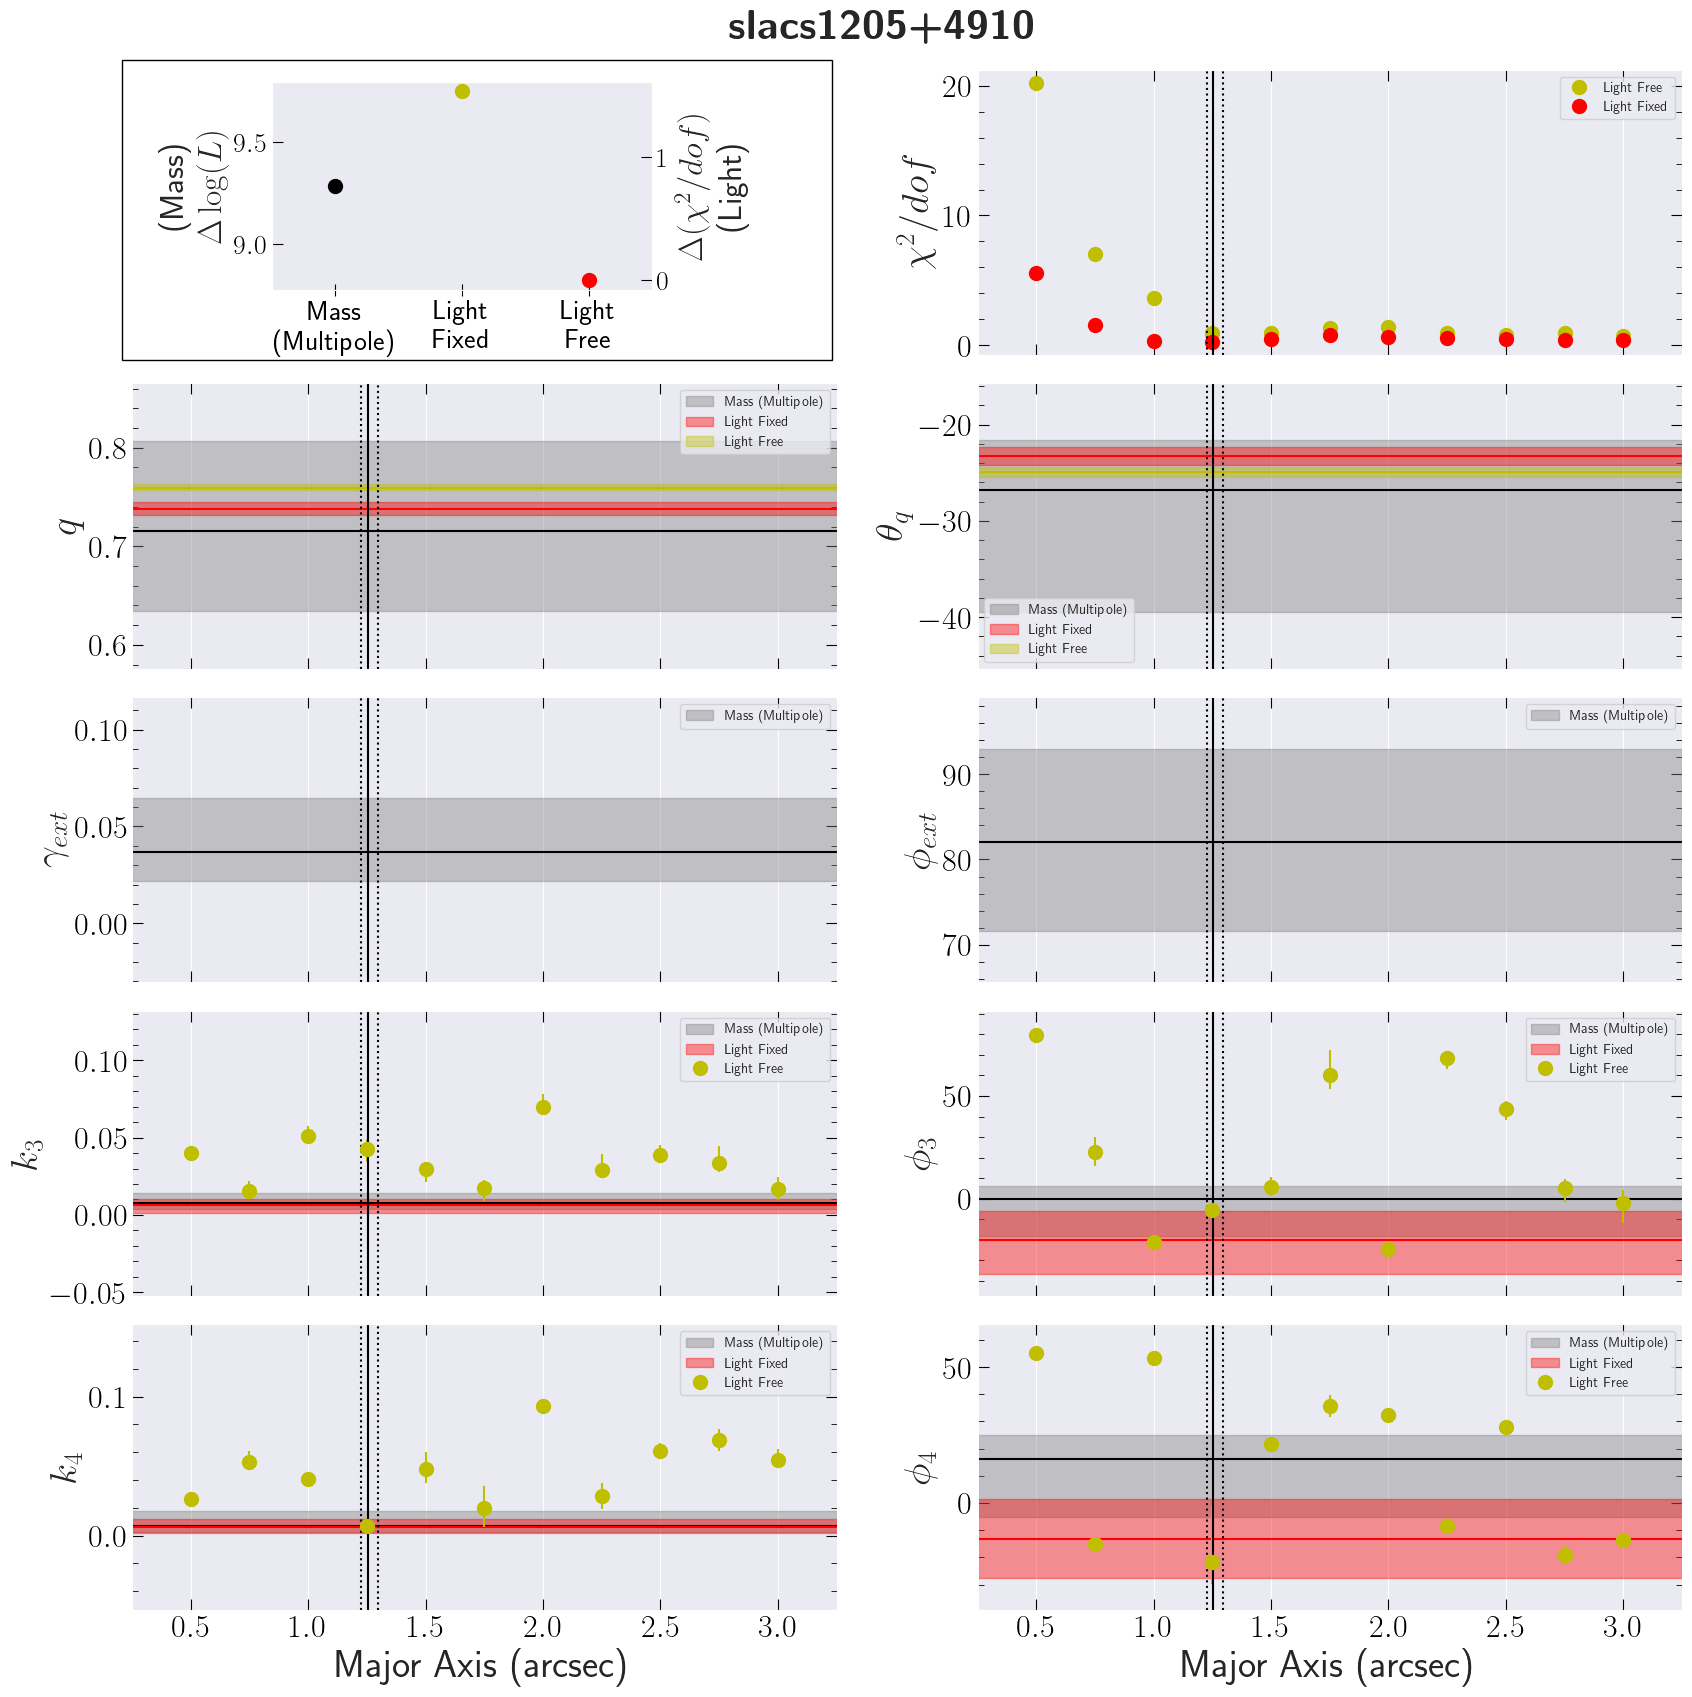 slacs1205+4910
(Mass)
Δ log(L)
9.5
9.0
1
0
Δ(χ²/dof)
(Light)
Mass
(Multipole)
Light
Fixed
Light
Free
χ²/dof
20
10
0
Light Free
Light Fixed
q
0.8
0.7
0.6
Mass (Multipole)
Light Fixed
Light Free
θ_q
−20
−30
−40
Mass (Multipole)
Light Fixed
Light Free
γ_ext
0.10
0.05
0.00
Mass (Multipole)
ϕ_ext
90
80
70
Mass (Multipole)
k₃
0.10
0.05
0.00
−0.05
Mass (Multipole)
Light Fixed
Light Free
ϕ₃
50
0
Mass (Multipole)
Light Fixed
Light Free
k₄
0.1
0.0
Mass (Multipole)
Light Fixed
Light Free
0.5 1.0 1.5 2.0 2.5 3.0
Major Axis (arcsec)
ϕ₄
50
0
Mass (Multipole)
Light Fixed
Light Free
0.5 1.0 1.5 2.0 2.5 3.0
Major Axis (arcsec)